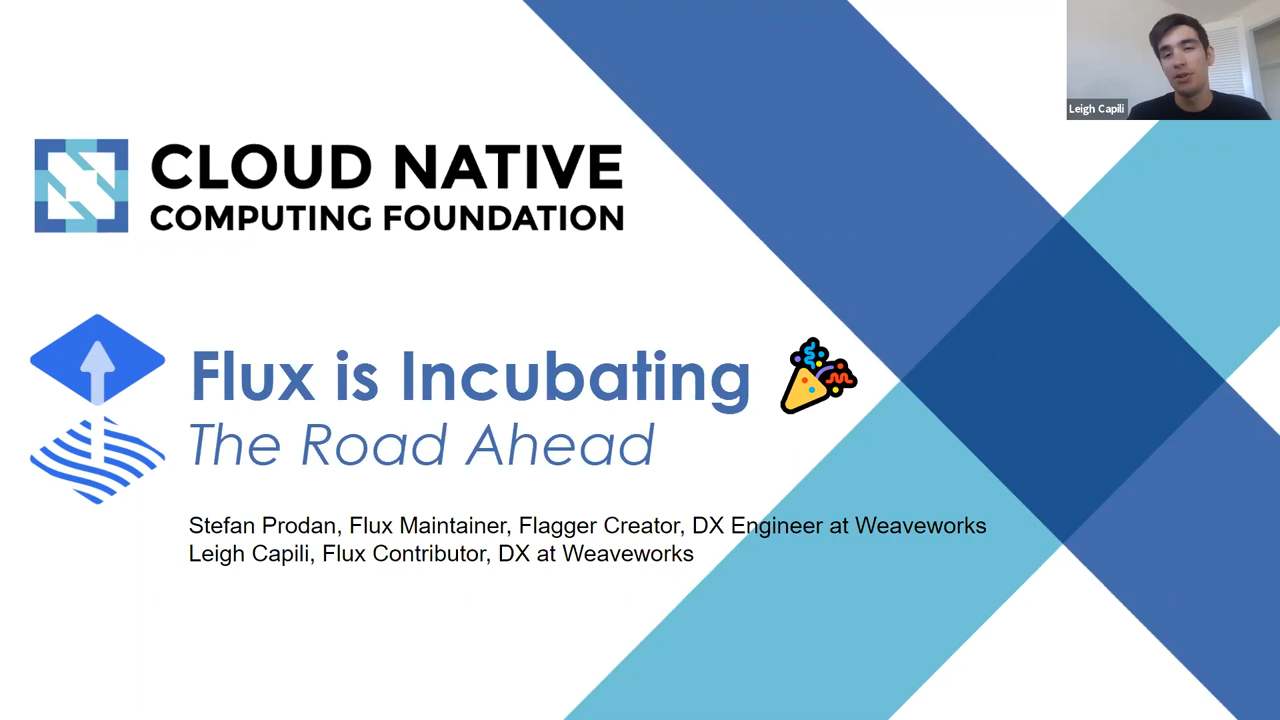 Leigh Capili
CLOUD NATIVE
COMPUTING FOUNDATION
Flux is Incubating
The Road Ahead
Stefan Prodan, Flux Maintainer, Flagger Creator, DX Engineer at Weaveworks
Leigh Capili, Flux Contributor, DX at Weaveworks